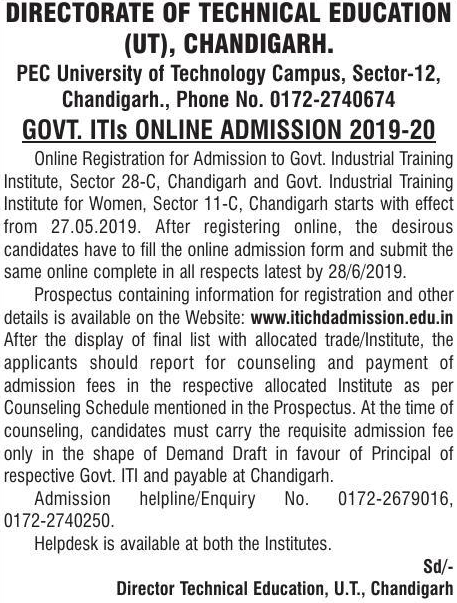 DIRECTORATE OF TECHNICAL EDUCATION
(UT), CHANDIGARH.
PEC University of Technology Campus, Sector-12,
Chandigarh., Phone No. 0172-2740674
GOVT. ITIs ONLINE ADMISSION 2019-20
Online Registration for Admission to Govt. Industrial Training
Institute, Sector 28-C, Chandigarh and Govt. Industrial Training
Institute for Women, Sector 11-C, Chandigarh starts with effect
from 27.05.2019. After registering online, the desirous
candidates have to fill the online admission form and submit the
same online complete in all respects latest by 28/6/2019.
Prospectus containing information for registration and other
details is available on the Website: www.itichdadmission.edu.in
After the display of final list with allocated trade/Institute, the
applicants should report for counseling and payment of
admission fees in the respective allocated Institute as per
Counseling Schedule mentioned in the Prospectus. At the time of
counseling, candidates must carry the requisite admission fee
only in the shape of Demand Draft in favour of Principal of
respective Govt. ITI and payable at Chandigarh.
Admission helpline/Enquiry No. 0172-2679016,
0172-2740250.
Helpdesk is available at both the Institutes.
Sd/-
Director Technical Education, U.T., Chandigarh